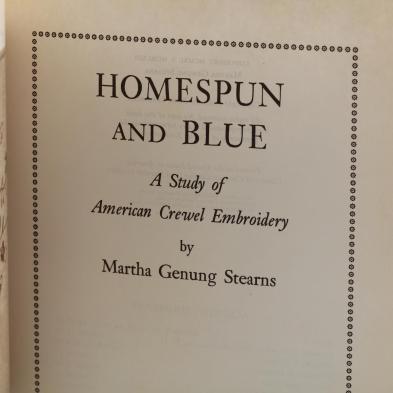 HOMESPUN
AND BLUE
A Study of
American Crewel Embroidery
by
Martha Genung Stearns